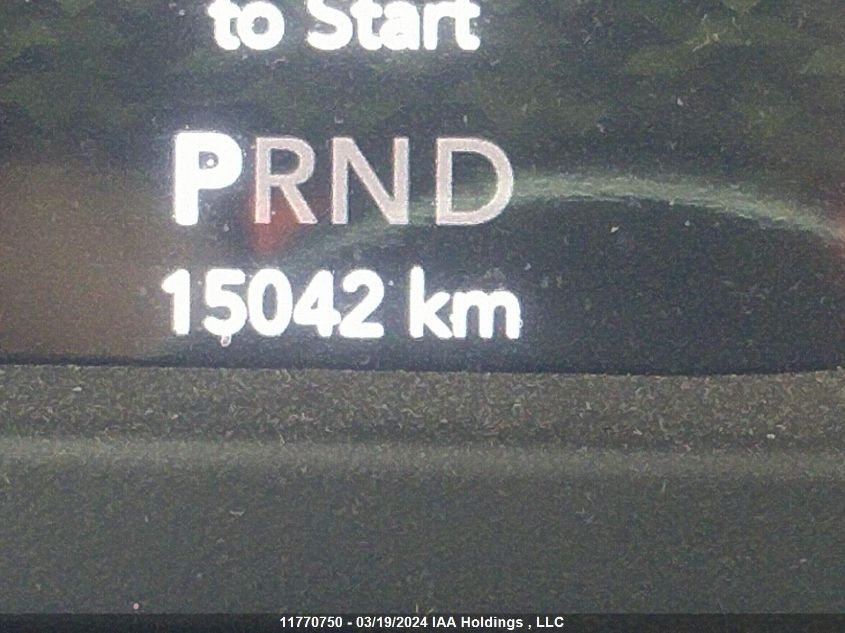 to Start
PRND
15042 km
11770750 - 03/19/2024 IAA Holdings , LLC